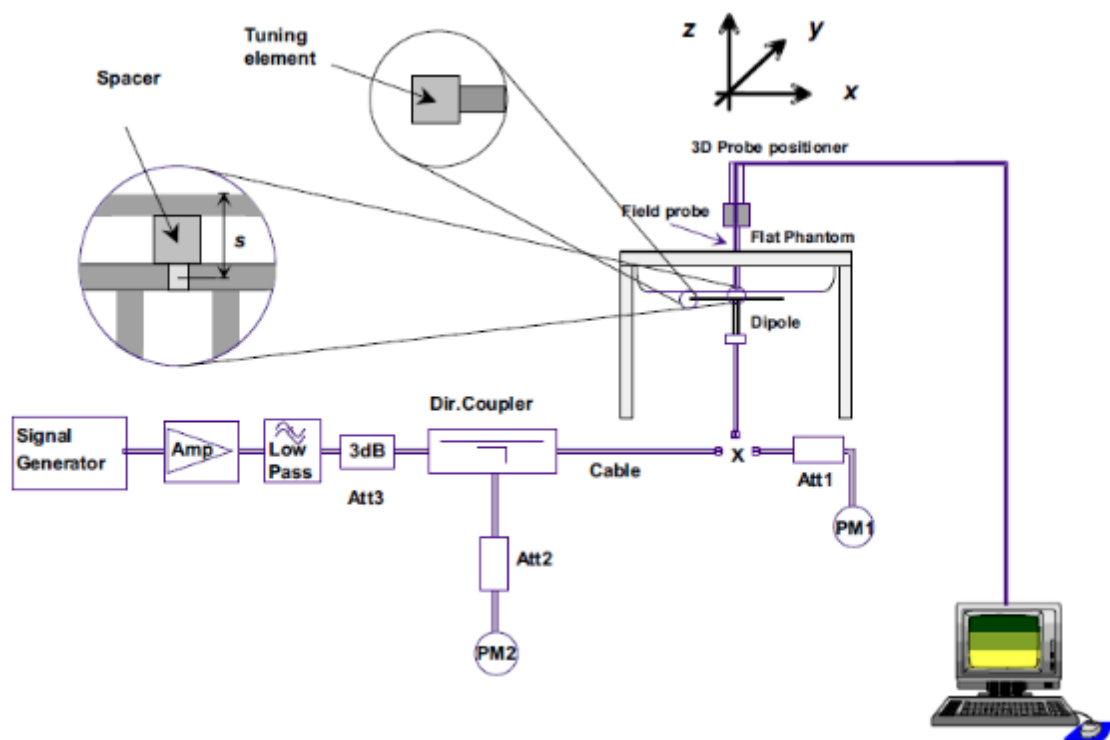 Tuning
element
Spacer
s
z
y
x
3D Probe positioner
Field probe
Flat Phantom
Dipole
Dir.Coupler
Signal
Generator
Amp
Low
Pass
3dB
Att3
Cable
X
Att1
PM1
Att2
PM2